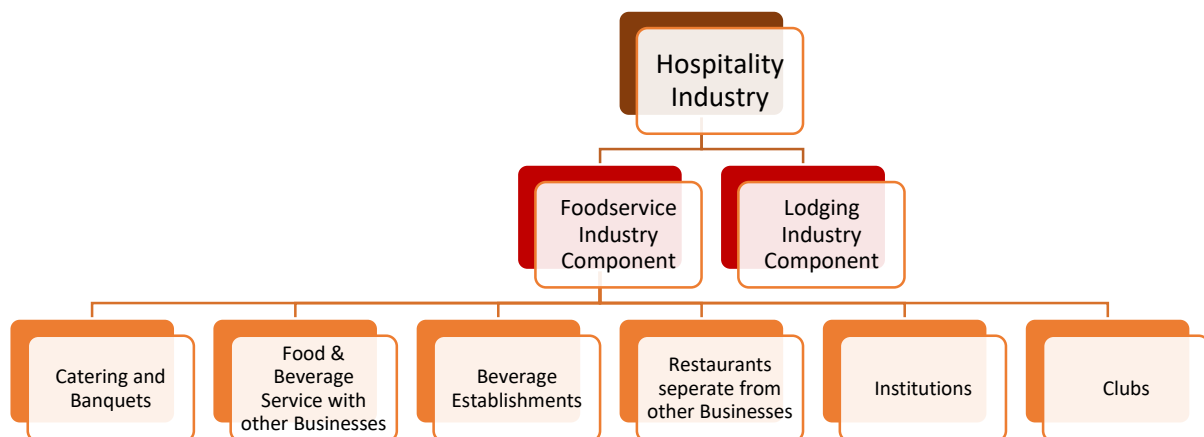 Hospitality
Industry
Foodservice
Industry
Component
Lodging
Industry
Component
Catering and
Banquets
Food &
Beverage
Service with
other Businesses
Beverage
Establishments
Restaurants
seperate from
other Businesses
Institutions
Clubs